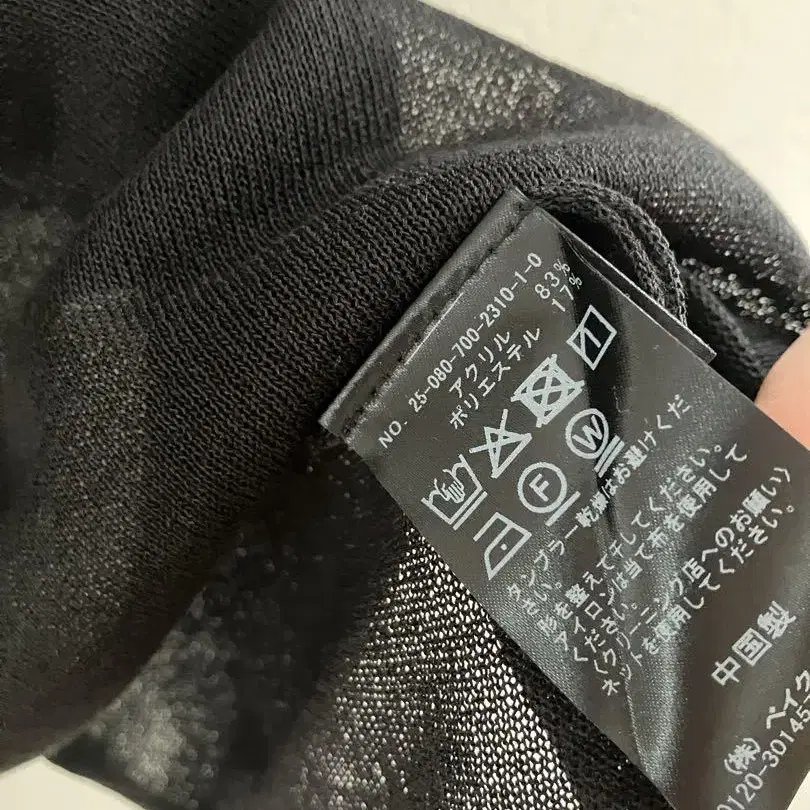 NO. 25-080-700-2310-1-0
アクリル 83%
ポリエステル 17%
F
W
タンブラー乾燥はお避けくだ
さい。
形を整えて干してください。
アイロンは当て布を使用して
ください。
〈クリーニング店へのお願い〉
ネットを使用してください。
中国製
(株) ベイク